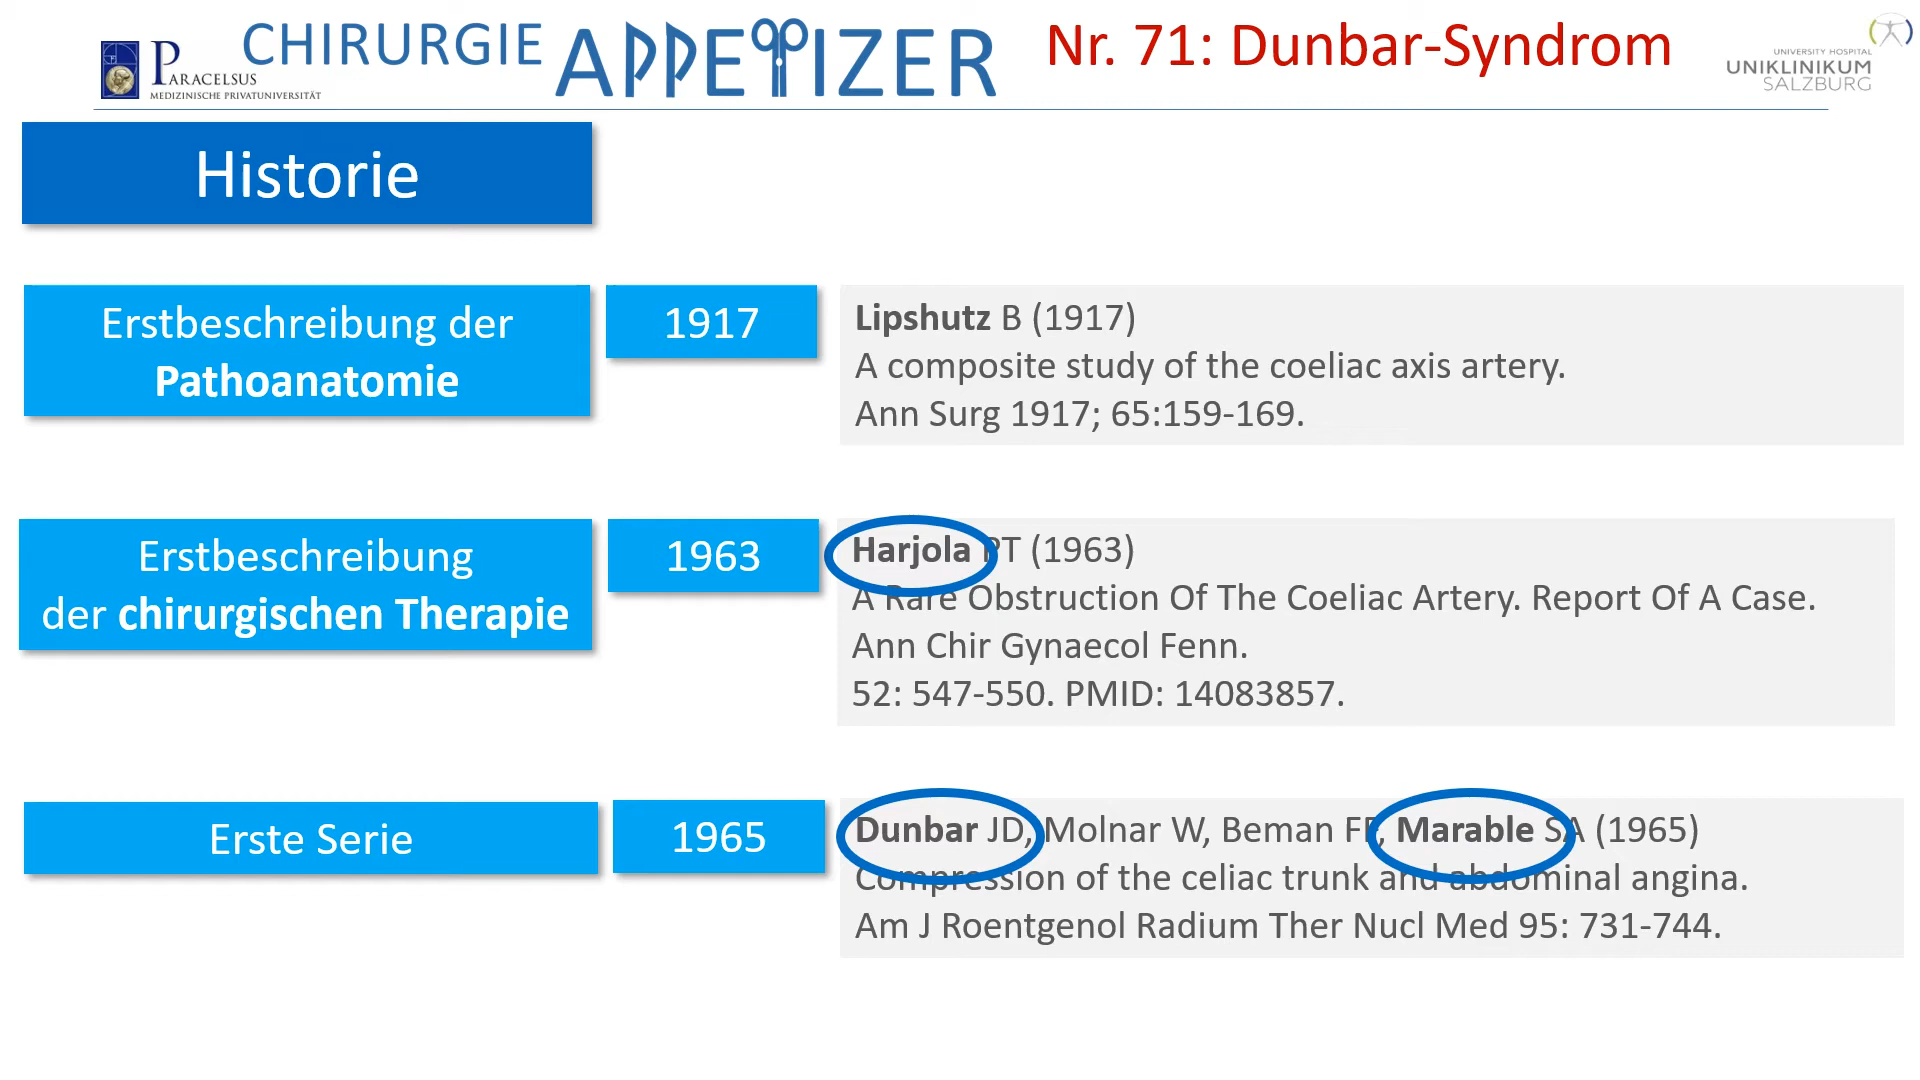 PARACELSUS
MEDIZINISCHE PRIVATUNIVERSITÄT
CHIRURGIE APPETIZER
Nr. 71: Dunbar-Syndrom
UNIVERSITY HOSPITAL
UNIKLINIKUM
SALZBURG
Historie
Erstbeschreibung der
Pathoanatomie
1917
Lipshutz B (1917)
A composite study of the coeliac axis artery.
Ann Surg 1917; 65:159-169.
Erstbeschreibung
der chirurgischen Therapie
1963
Harjola PT (1963)
A Rare Obstruction Of The Coeliac Artery. Report Of A Case.
Ann Chir Gynaecol Fenn.
52: 547-550. PMID: 14083857.
Erste Serie
1965
Dunbar JD, Molnar W, Beman FF, Marable SA (1965)
Compression of the celiac trunk and abdominal angina.
Am J Roentgenol Radium Ther Nucl Med 95: 731-744.